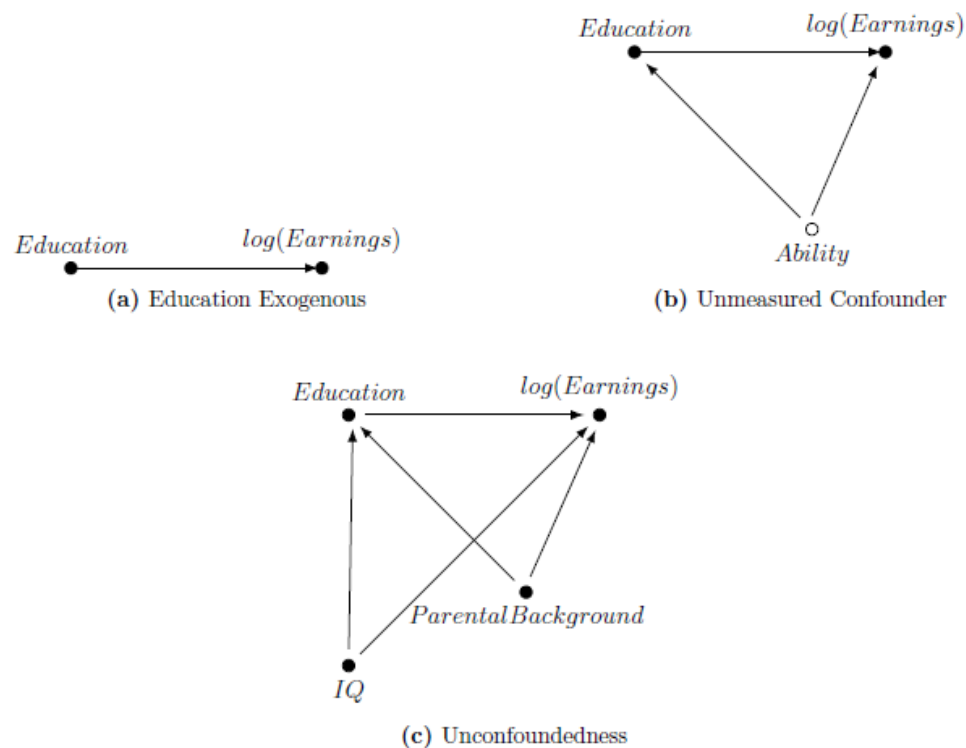 Education log(Earnings)
Ability
(b) Unmeasured Confounder
Education log(Earnings)
(a) Education Exogenous
Education log(Earnings)
ParentalBackground
IQ
(c) Unconfoundedness